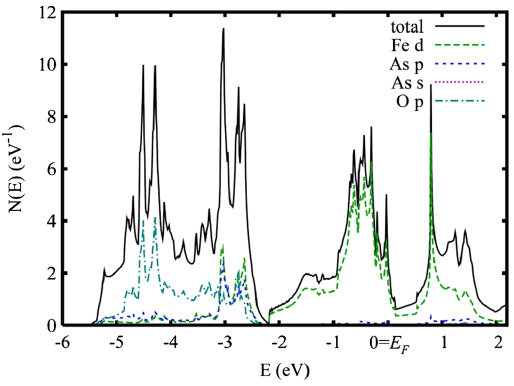 12
10
8
6
4
2
0
N(E) (eV⁻¹)
total
Fe d
As p
As s
O p
-6 -5 -4 -3 -2 -1 0=E_F 1 2
E (eV)